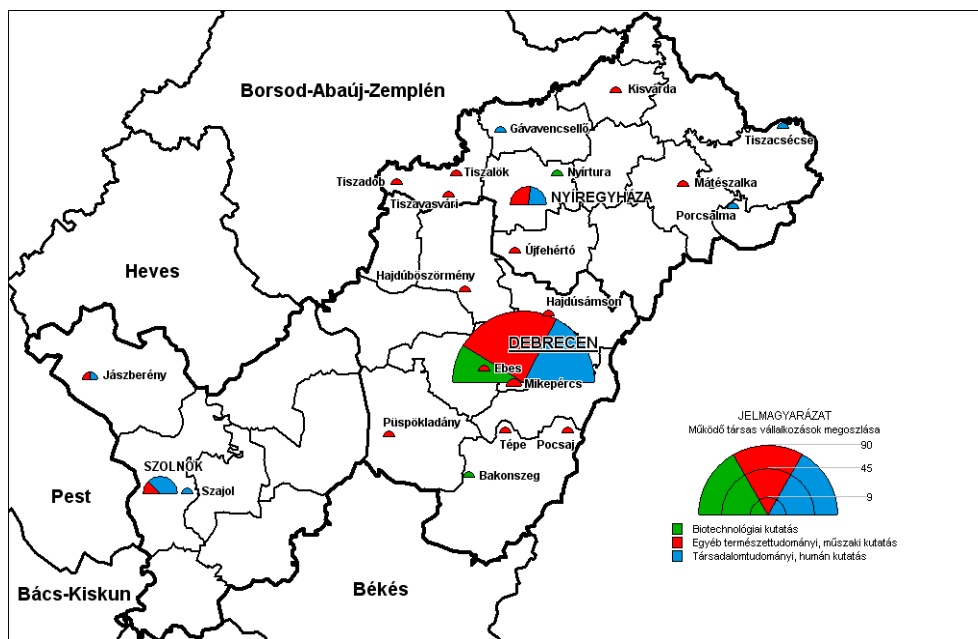 Borsod-Abaúj-Zemplén
Kisvárda
Gávavencsellő
Tiszacsécse
Tiszalök
Nyírtura
Tiszadob
Mátészalka
Tiszavasvári
NYÍREGYHÁZA
Porcsalma
Újfehértó
Heves
Hajdúböszörmény
Hajdúsámson
DEBRECEN
Ebes
Jászberény
Mikepércs
Püspökladány
Tépe
Pocsaj
SZOLNOK
Bakonszeg
Szajol
Pest
Bács-Kiskun
Békés
JELMAGYARÁZAT
Működő társas vállalkozások megoszlása
90
45
9
Biotechnológiai kutatás
Egyéb természettudományi, műszaki kutatás
Társadalomtudományi, humán kutatás